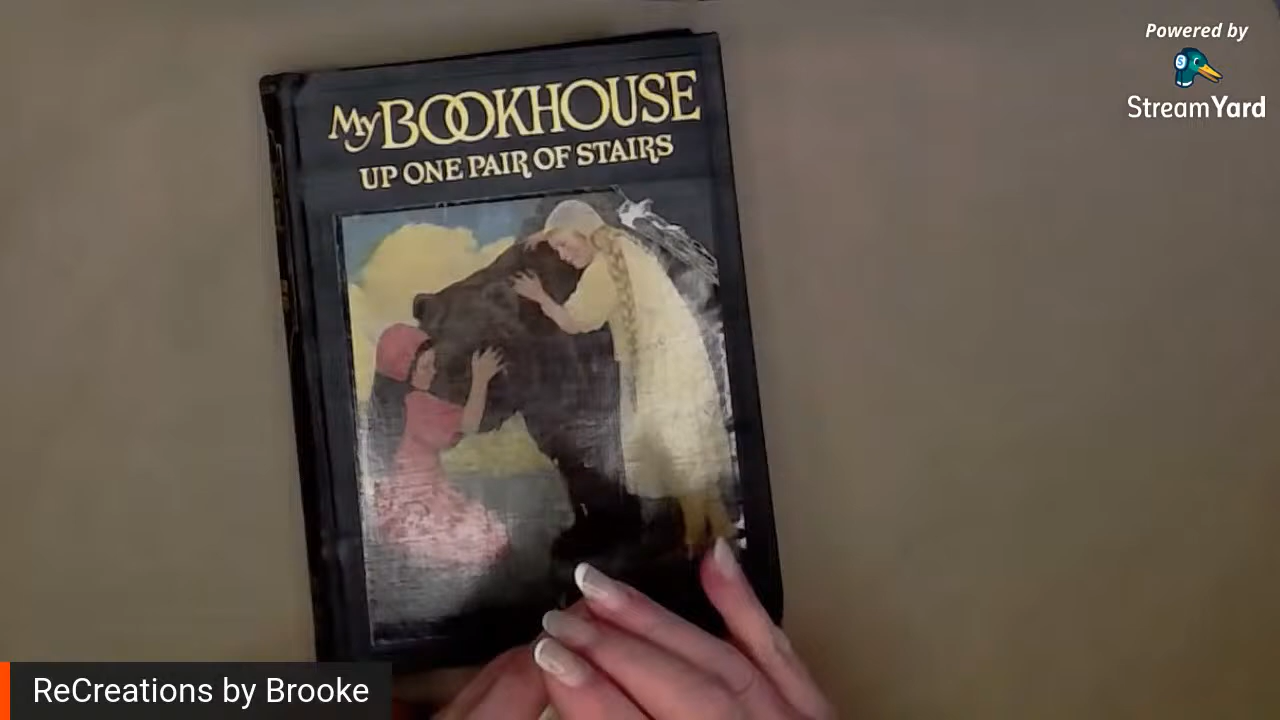 Powered by
StreamYard
My BOOKHOUSE
UP ONE PAIR OF STAIRS
ReCreations by Brooke